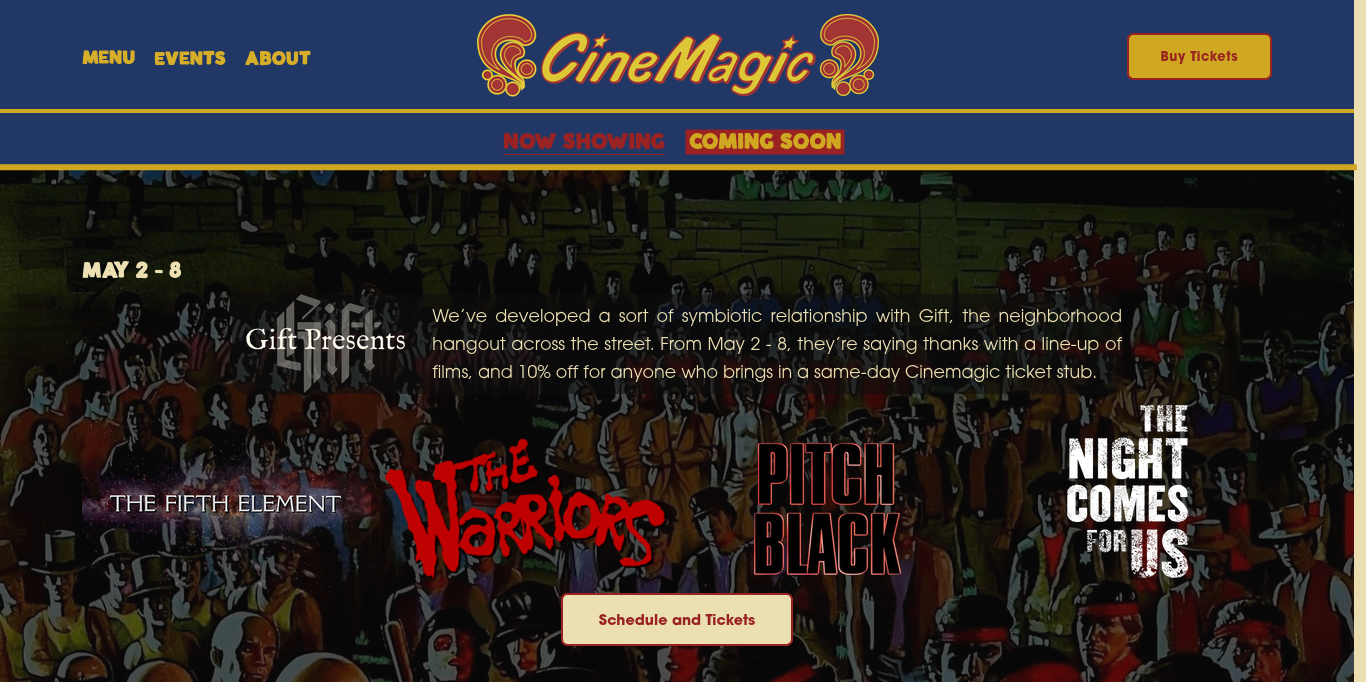 MENU EVENTS ABOUT
CineMagic
Buy Tickets
NOW SHOWING COMING SOON
MAY 2 - 8
Gift
Gift Presents
We’ve developed a sort of symbiotic relationship with Gift, the neighborhood
hangout across the street. From May 2 - 8, they’re saying thanks with a line-up of
films, and 10% off for anyone who brings in a same-day Cinemagic ticket stub.
THE FIFTH ELEMENT
THE
WARRIORS
PITCH
BLACK
THE
NIGHT
COMES
FOR US
Schedule and Tickets